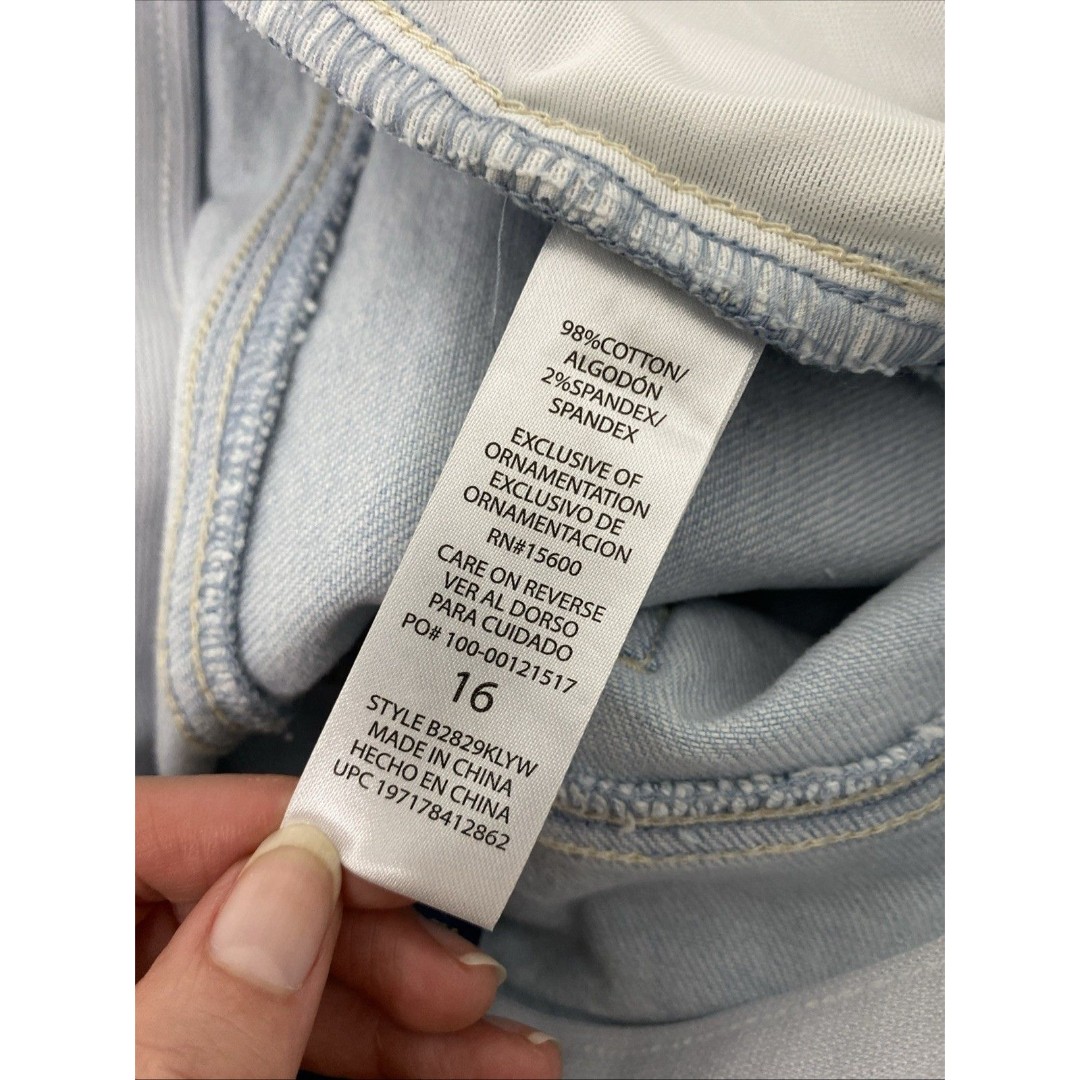 98%COTTON/
ALGODÓN
2%SPANDEX/
SPANDEX
EXCLUSIVE OF
ORNAMENTATION
EXCLUSIVO DE
ORNAMENTACION
RN#15600
CARE ON REVERSE
VER AL DORSO
PARA CUIDADO
PO# 100-00121517
16
STYLE B2829KLYW
MADE IN CHINA
HECHO EN CHINA
UPC 197178412862